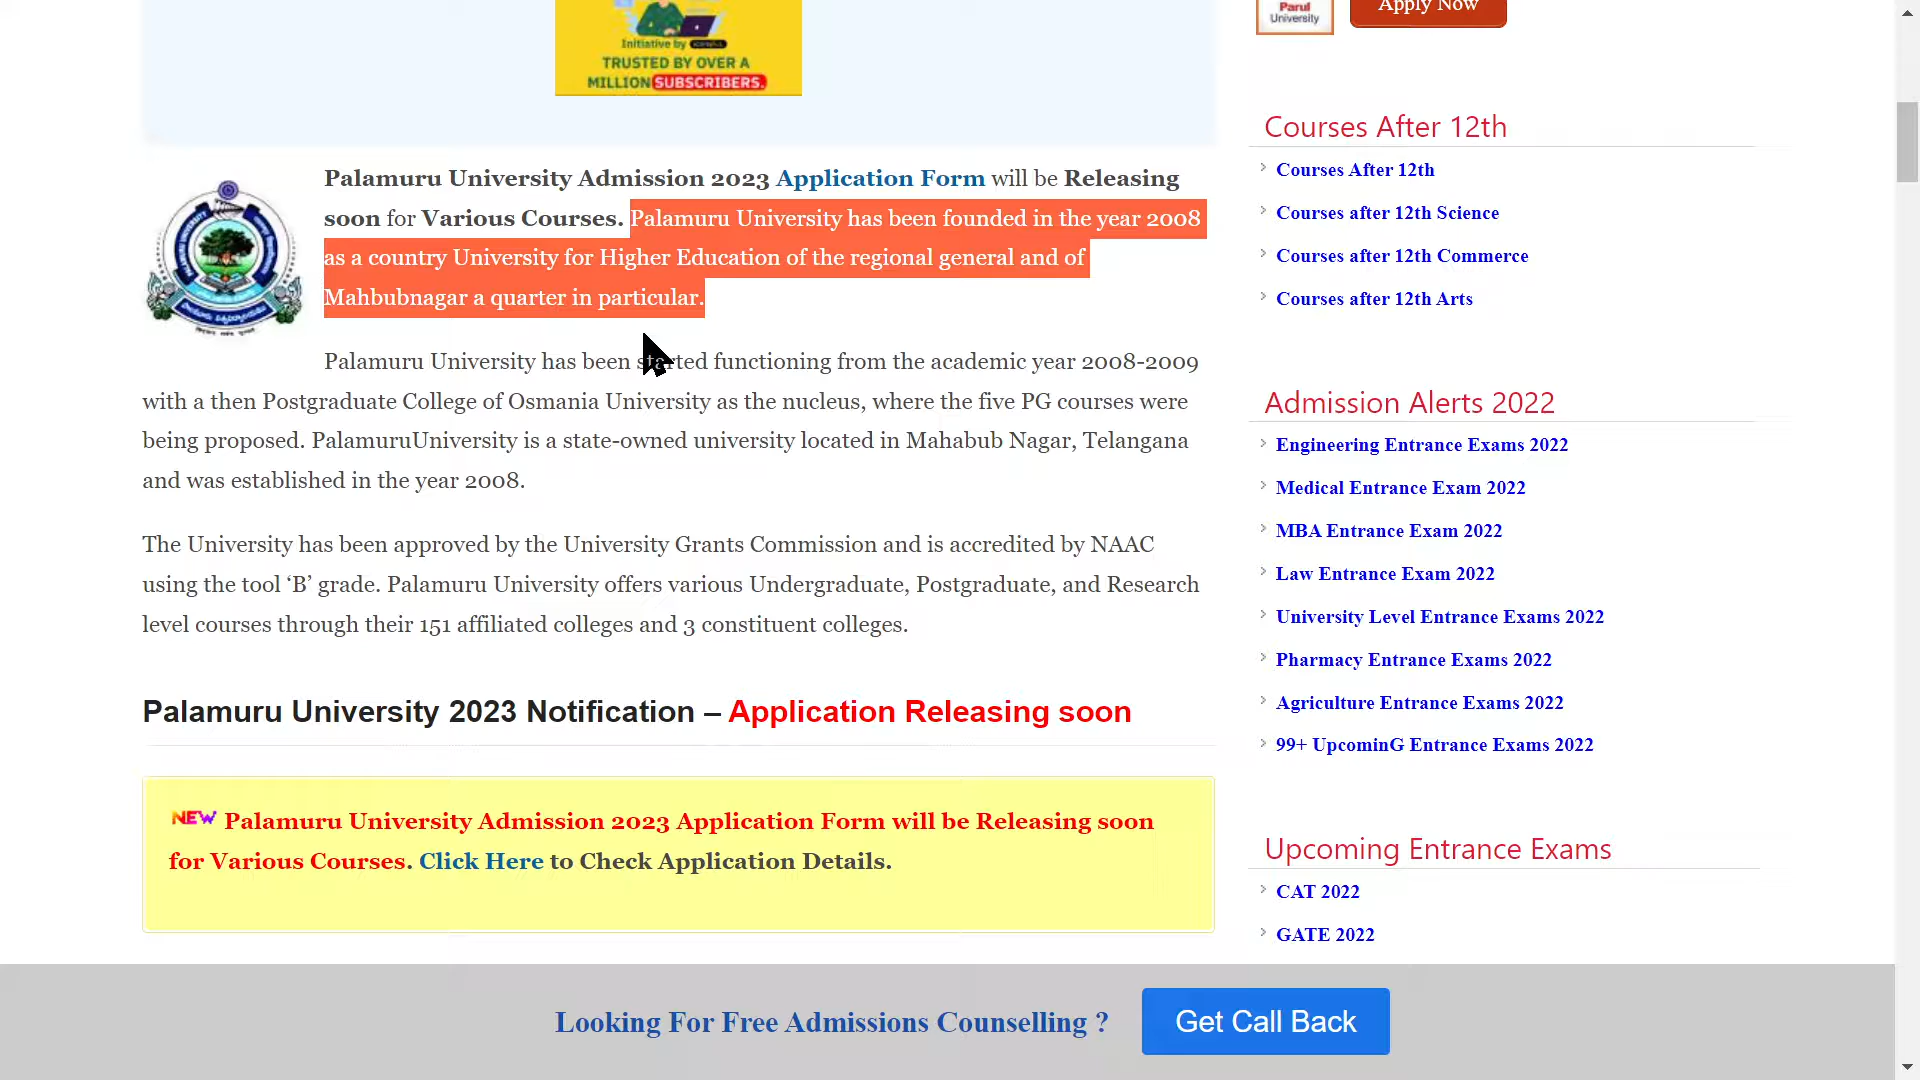 Initiative by
TRUSTED BY OVER A
MILLION SUBSCRIBERS.
Palamuru University Admission 2023 Application Form will be Releasing
soon for Various Courses. Palamuru University has been founded in the year 2008
as a country University for Higher Education of the regional general and of
Mahbubnagar a quarter in particular.
Palamuru University has been started functioning from the academic year 2008-2009
with a then Postgraduate College of Osmania University as the nucleus, where the five PG courses were
being proposed. PalamuruUniversity is a state-owned university located in Mahabub Nagar, Telangana
and was established in the year 2008.
The University has been approved by the University Grants Commission and is accredited by NAAC
using the tool ‘B’ grade. Palamuru University offers various Undergraduate, Postgraduate, and Research
level courses through their 151 affiliated colleges and 3 constituent colleges.
Palamuru University 2023 Notification – Application Releasing soon
NEW Palamuru University Admission 2023 Application Form will be Releasing soon
for Various Courses. Click Here to Check Application Details.
Parul
University
Apply Now
Courses After 12th
Courses After 12th
Courses after 12th Science
Courses after 12th Commerce
Courses after 12th Arts
Admission Alerts 2022
Engineering Entrance Exams 2022
Medical Entrance Exam 2022
MBA Entrance Exam 2022
Law Entrance Exam 2022
University Level Entrance Exams 2022
Pharmacy Entrance Exams 2022
Agriculture Entrance Exams 2022
99+ UpcominG Entrance Exams 2022
Upcoming Entrance Exams
CAT 2022
GATE 2022
Looking For Free Admissions Counselling ?
Get Call Back